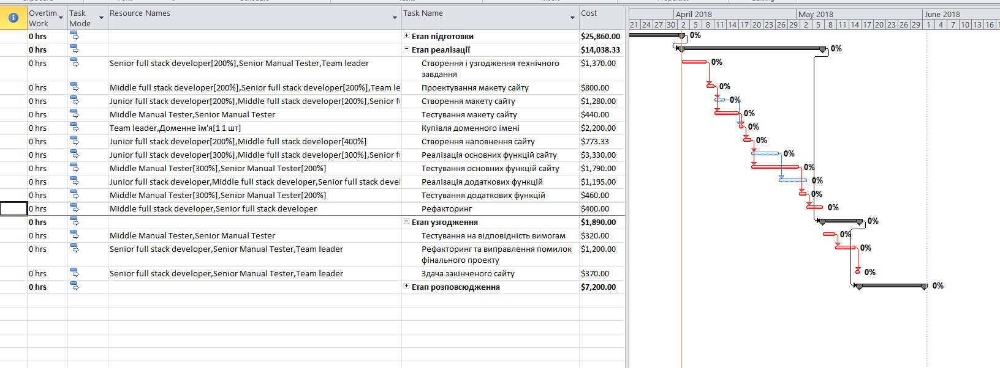 Overtim Task Resource Names Task Name Cost April 2018 May 2018 June 2018
Work Mode 21 24 27 30 2 5 8 11 14 17 20 23 26 29 2 5 8 11 14 17 20 23 26 29 1 4 7 10 13 16 1
0 hrs Етап підготовки $25,860.00 0%
0 hrs Етап реалізації $14,038.33 0%
0 hrs Senior full stack developer[200%],Senior Manual Tester,Team leader Створення і узгодження технічного $1,370.00 0%
завдання
0 hrs Middle full stack developer[200%],Senior full stack developer[200%],Team le Проектування макету сайту $800.00 0%
0 hrs Junior full stack developer[200%],Middle full stack developer[200%],Senior f Створення макету сайту $1,280.00 0%
0 hrs Middle Manual Tester,Senior Manual Tester Тестування макету сайту $440.00 0%
0 hrs Team leader,Доменне ім'я[1 1 шт] Купівля доменного імені $2,200.00 0%
0 hrs Junior full stack developer[200%],Middle full stack developer[400%] Створення наповнення сайту $773.33 0%
0 hrs Junior full stack developer[300%],Middle full stack developer[300%],Senior f Реалізація основних функцій сайту $3,330.00 0%
0 hrs Middle Manual Tester[300%],Senior Manual Tester[200%] Тестування основних функцій сайту $1,790.00 0%
0 hrs Junior full stack developer,Middle full stack developer,Senior full stack devel Реалізація додаткових функцій $1,195.00 0%
0 hrs Middle Manual Tester[300%],Senior Manual Tester[200%] Тестування додаткових функцій $460.00 0%
0 hrs Middle full stack developer,Senior full stack developer Рефакторинг $400.00 0%
0 hrs Етап узгодження $1,890.00 0%
0 hrs Middle Manual Tester,Senior Manual Tester Тестування на відповідність вимогам $320.00 0%
0 hrs Senior full stack developer,Senior Manual Tester,Team leader Рефакторинг та виправлення помилок $1,200.00 0%
фінального проекту
0 hrs Senior full stack developer,Senior Manual Tester,Team leader Здача закінченого сайту $370.00 0%
0 hrs Етап розповсюдження $7,200.00 0%